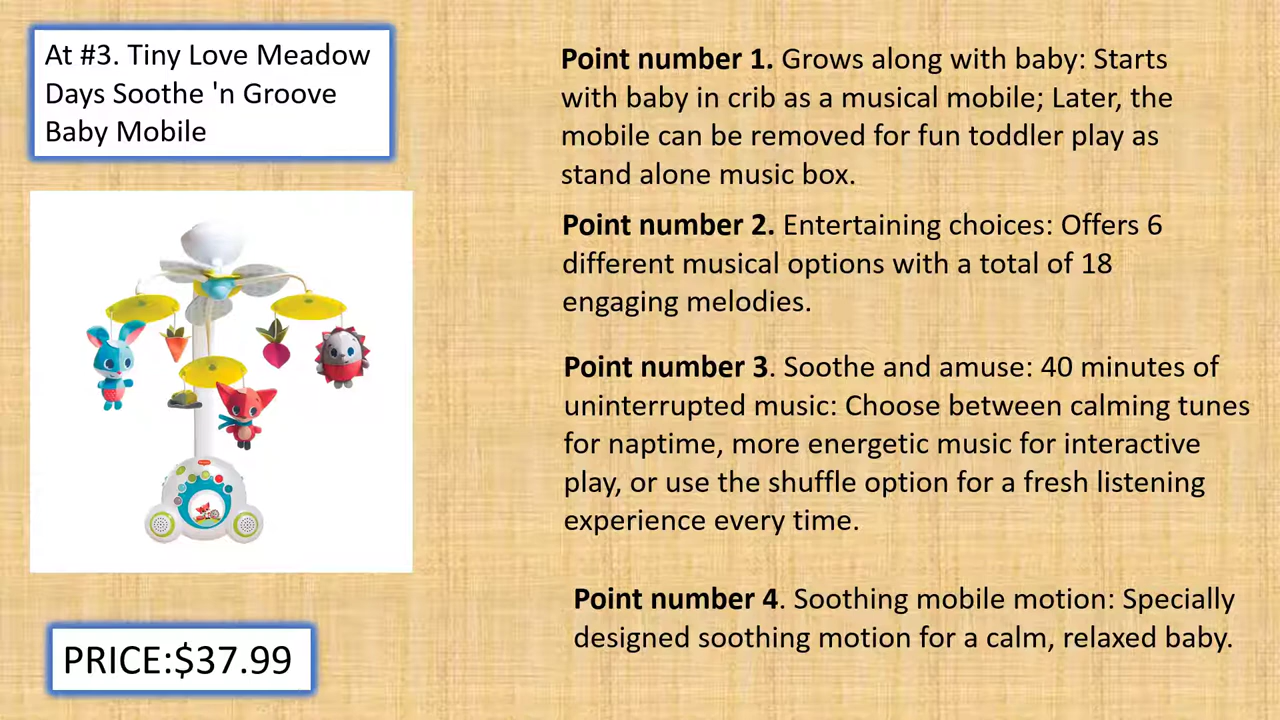 At #3. Tiny Love Meadow
Days Soothe 'n Groove
Baby Mobile
PRICE:$37.99
Point number 1. Grows along with baby: Starts
with baby in crib as a musical mobile; Later, the
mobile can be removed for fun toddler play as
stand alone music box.
Point number 2. Entertaining choices: Offers 6
different musical options with a total of 18
engaging melodies.
Point number 3. Soothe and amuse: 40 minutes of
uninterrupted music: Choose between calming tunes
for naptime, more energetic music for interactive
play, or use the shuffle option for a fresh listening
experience every time.
Point number 4. Soothing mobile motion: Specially
designed soothing motion for a calm, relaxed baby.